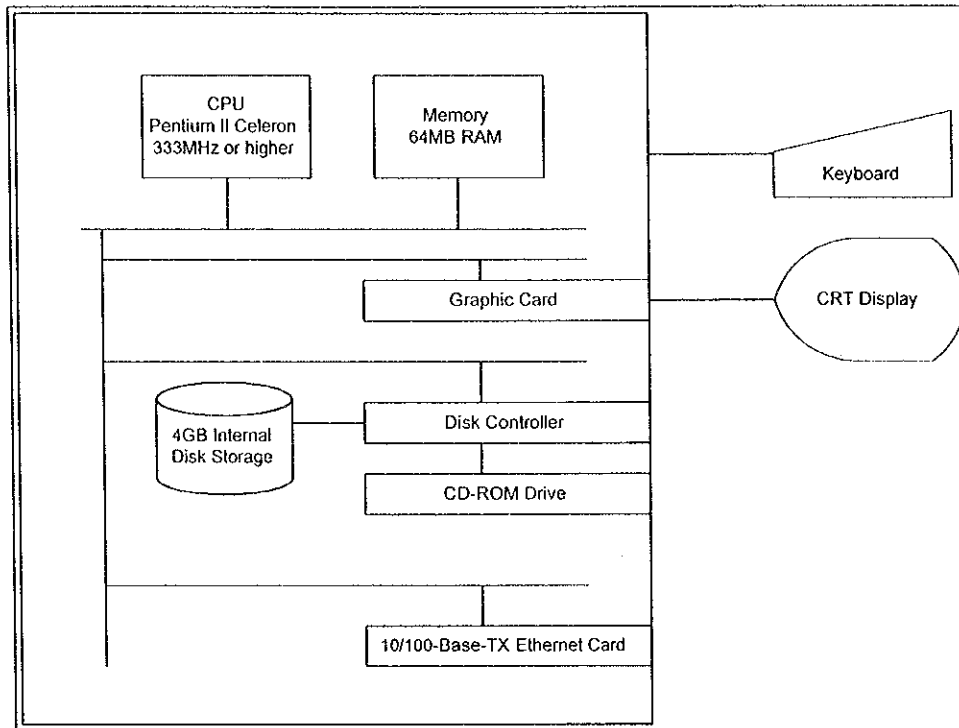 CPU
Pentium II Celeron
333MHz or higher
Memory
64MB RAM
Keyboard
Graphic Card
CRT Display
4GB Internal
Disk Storage
Disk Controller
CD-ROM Drive
10/100-Base-TX Ethernet Card